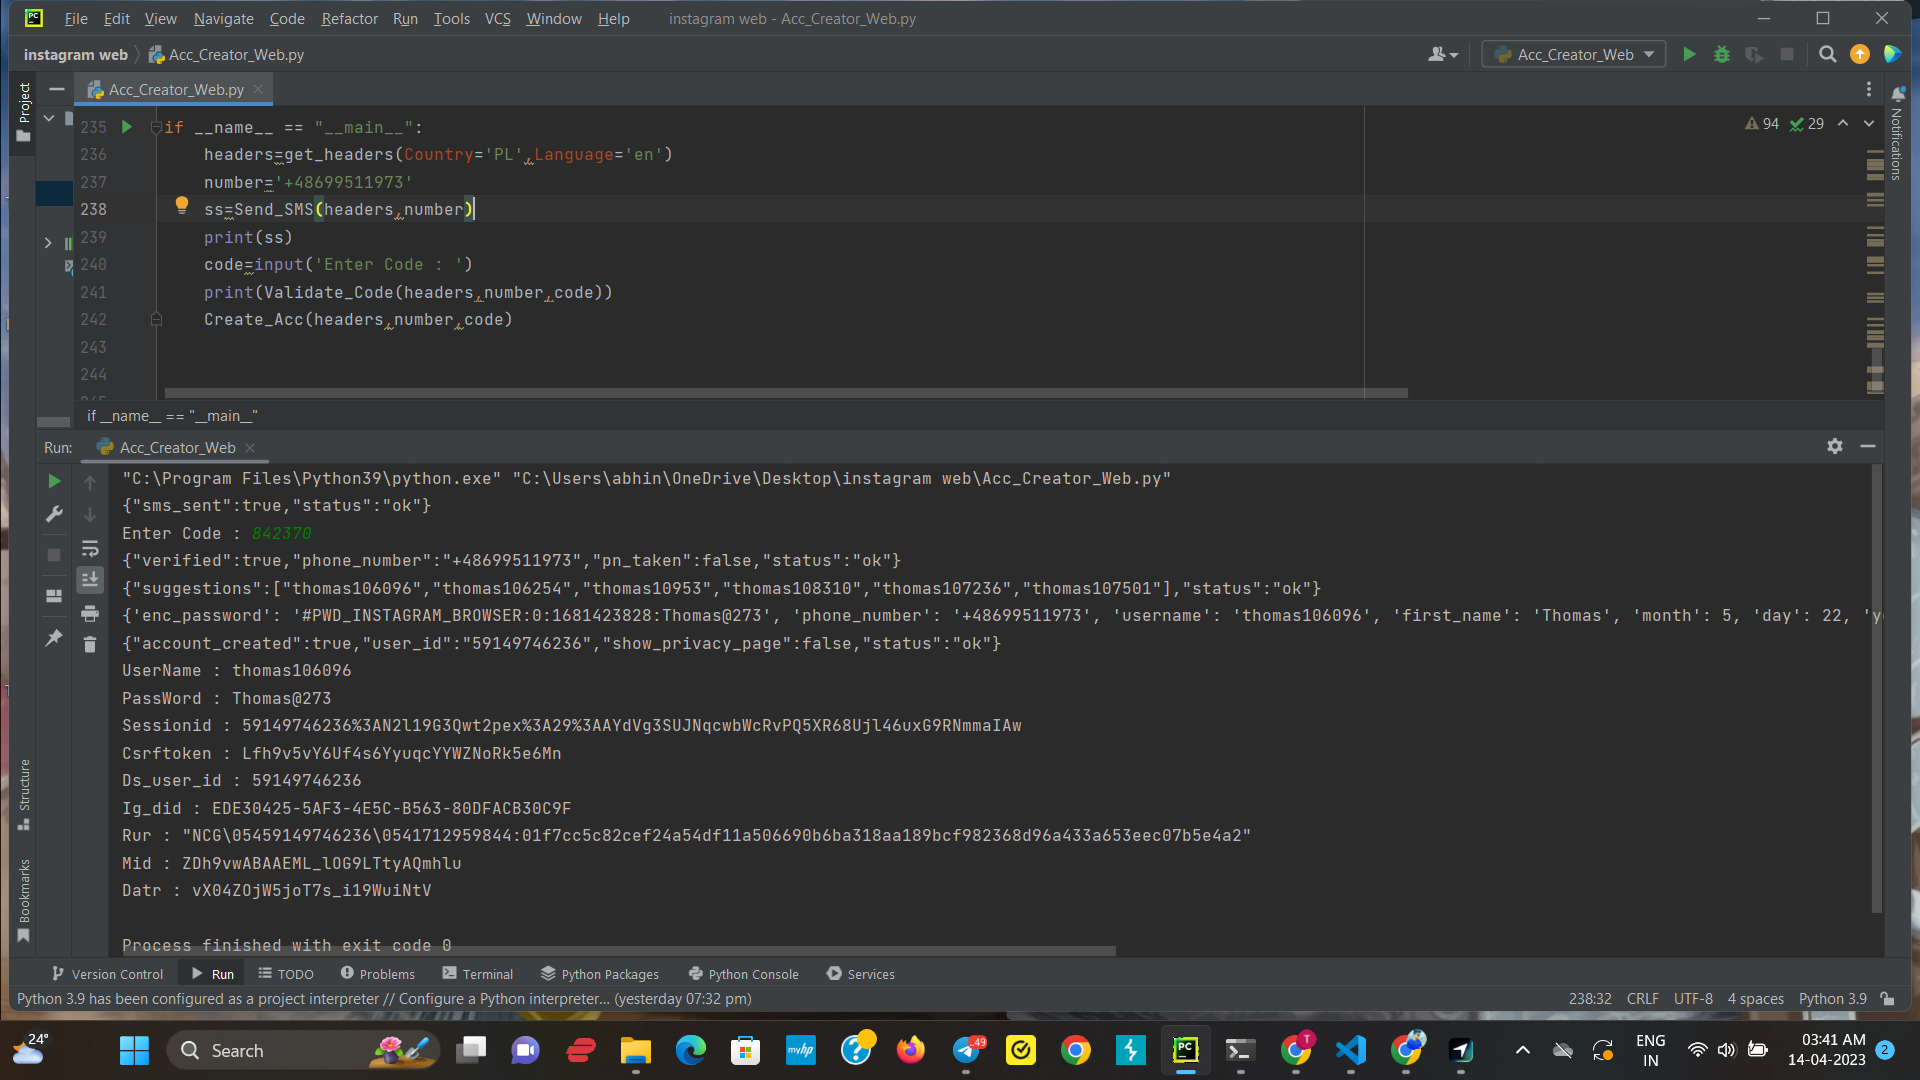 File Edit View Navigate Code Refactor Run Tools VCS Window Help instagram web - Acc_Creator_Web.py
instagram web Acc_Creator_Web.py Acc_Creator_Web
Project
Acc_Creator_Web.py
Notifications
94 29
235 if __name__ == "__main__":
236 headers=get_headers(Country='PL',Language='en')
237 number='+48699511973'
238 ss=Send_SMS(headers,number)
239 print(ss)
240 code=input('Enter Code : ')
241 print(Validate_Code(headers,number,code))
242 Create_Acc(headers,number,code)
243
244
if __name__ == "__main__"
Run: Acc_Creator_Web
"C:\Program Files\Python39\python.exe" "C:\Users\abhin\OneDrive\Desktop\instagram web\Acc_Creator_Web.py"
{"sms_sent":true,"status":"ok"}
Enter Code : 842370
{"verified":true,"phone_number":"+48699511973","pn_taken":false,"status":"ok"}
{"suggestions":["thomas106096","thomas106254","thomas10953","thomas108310","thomas107236","thomas107501"],"status":"ok"}
{'enc_password': '#PWD_INSTAGRAM_BROWSER:0:1681423828:Thomas@273', 'phone_number': '+48699511973', 'username': 'thomas106096', 'first_name': 'Thomas', 'month': 5, 'day': 22,
{"account_created":true,"user_id":"59149746236","show_privacy_page":false,"status":"ok"}
UserName : thomas106096
PassWord : Thomas@273
Sessionid : 59149746236%3AN2l19G3Qwt2pex%3A29%3AAYdVg3SUJNqcwbWcRvPQ5XR68Ujl46uxG9RNmmaIAw
Csrftoken : Lfh9v5vY6Uf4s6YyuqcYYWZNoRk5e6Mn
Ds_user_id : 59149746236
Ig_did : EDE30425-5AF3-4E5C-B563-80DFACB30C9F
Rur : "NCG\05459149746236\0541712959844:01f7cc5c82cef24a54df11a506690b6ba318aa189bcf982368d96a433a653eec07b5e4a2"
Mid : ZDh9vwABAAEML_lOG9LTtyAQmhlu
Datr : vX04ZOjW5joT7s_i19WuiNtV
Process finished with exit code 0
Structure
Bookmarks
Version Control Run TODO Problems Terminal Python Packages Python Console Services
Python 3.9 has been configured as a project interpreter // Configure a Python interpreter... (yesterday 07:32 pm) 238:32 CRLF UTF-8 4 spaces Python 3.9
24° Search myhp .49 T ENG IN 03:41 AM 14-04-2023 2